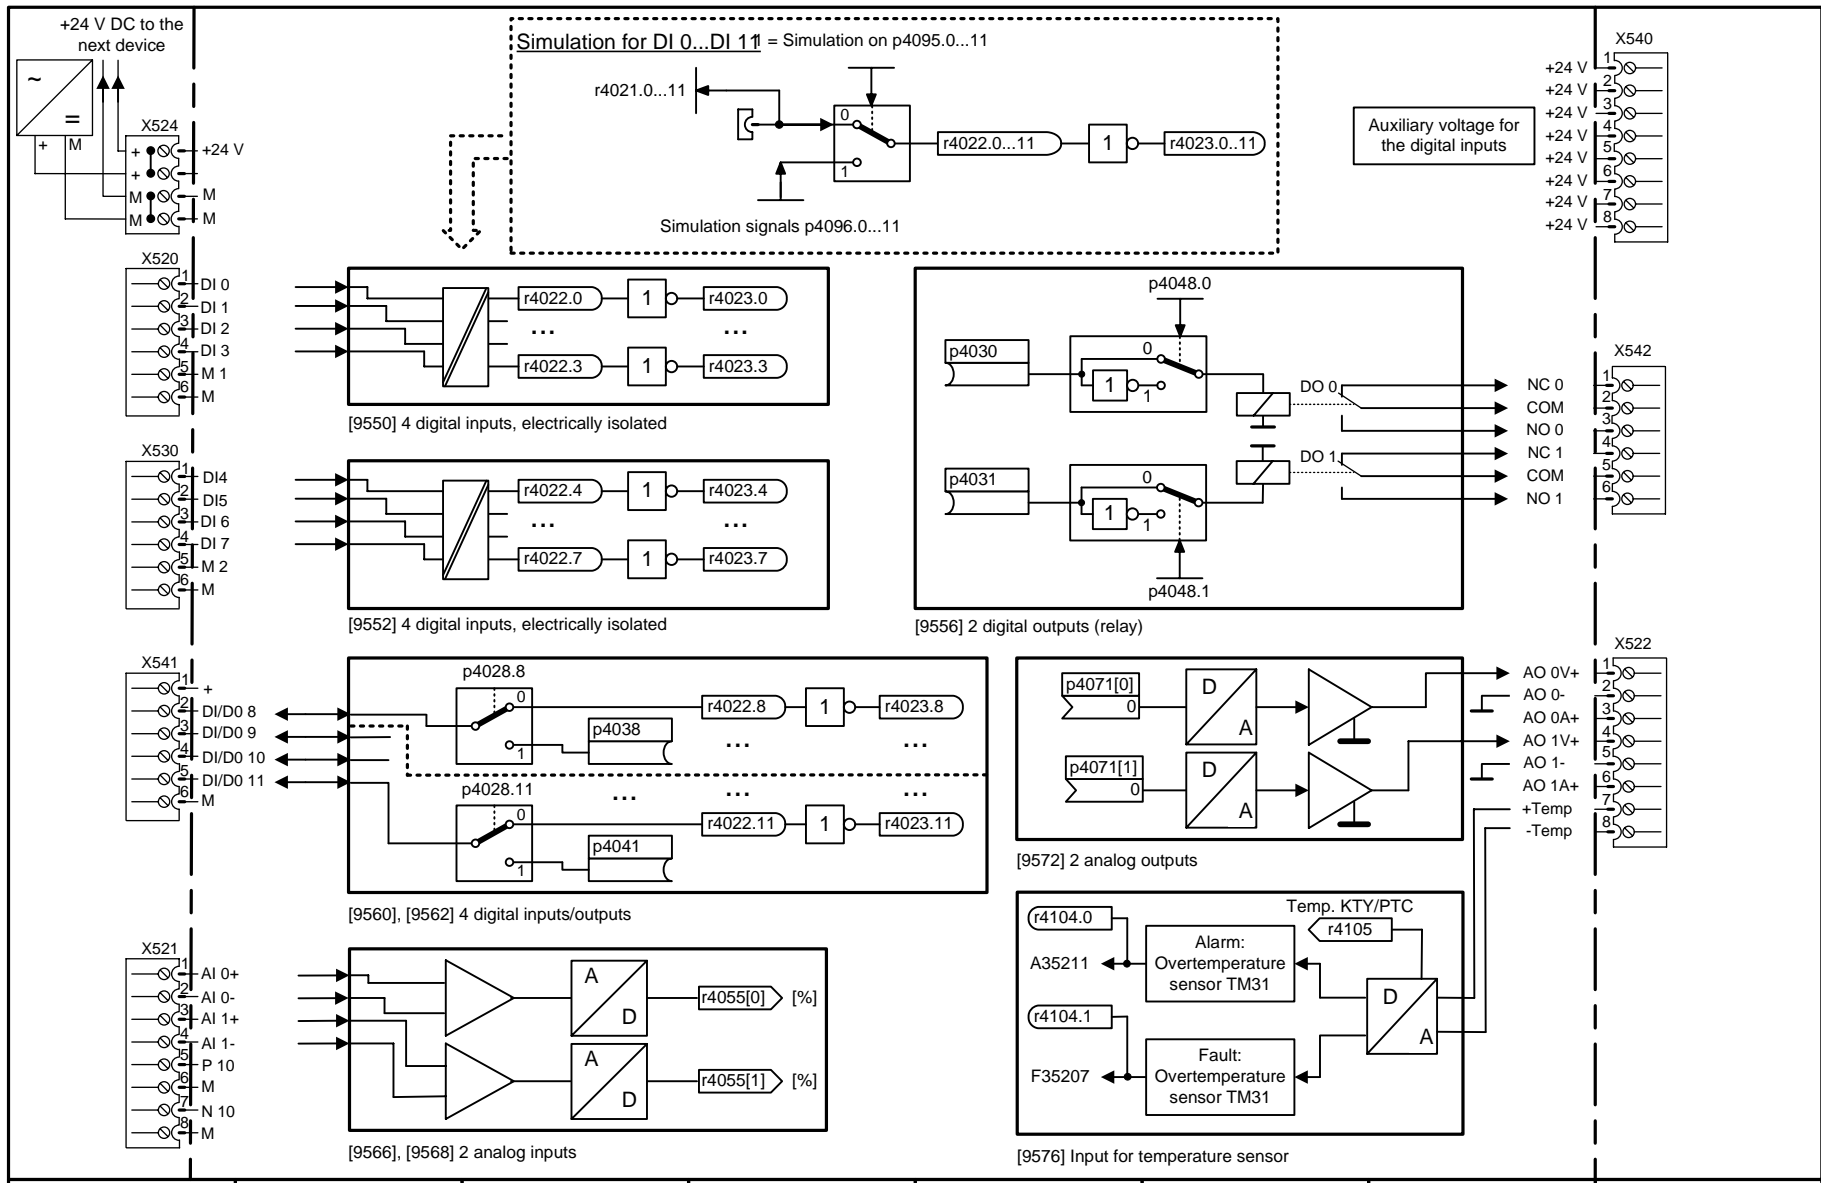 +24 V DC to the
next device
~
=
+ M
X524
+ +24 V
+
M M
M M
Simulation for DI 0...DI 11
1 = Simulation on p4095.0...11
r4021.0...11
0
1
r4022.0...11
1
r4023.0..11
Simulation signals p4096.0...11
Auxiliary voltage for
the digital inputs
X540
+24 V 1
+24 V 2
+24 V 3
+24 V 4
+24 V 5
+24 V 6
+24 V 7
+24 V 8
X520
1 DI 0
2 DI 1
3 DI 2
4 DI 3
5 M 1
6 M
r4022.0 1 r4023.0
... ...
r4022.3 1 r4023.3
[9550] 4 digital inputs, electrically isolated
X530
1 DI4
2 DI5
3 DI 6
4 DI 7
5 M 2
6 M
r4022.4 1 r4023.4
... ...
r4022.7 1 r4023.7
[9552] 4 digital inputs, electrically isolated
p4048.0
p4030
0
1
1
DO 0
p4031
0
1
1
DO 1
p4048.1
[9556] 2 digital outputs (relay)
X542
NC 0 1
COM 2
NO 0 3
NC 1 4
COM 5
NO 1 6
X541
1 +
2 DI/D0 8
3 DI/D0 9
4 DI/D0 10
5 DI/D0 11
6 M
p4028.8
0
1
p4038
r4022.8 1 r4023.8
... ...
p4028.11
0
1
p4041
... ... ...
r4022.11 1 r4023.11
[9560], [9562] 4 digital inputs/outputs
p4071[0]
0
D
A
p4071[1]
0
D
A
[9572] 2 analog outputs
X522
AO 0V+ 1
AO 0- 2
AO 0A+ 3
AO 1V+ 4
AO 1- 5
AO 1A+ 6
+Temp 7
-Temp 8
X521
1 AI 0+
2 AI 0-
3 AI 1+
4 AI 1-
5 P 10
6 M
7 N 10
8 M
A
D
r4055[0] [%]
A
D
r4055[1] [%]
[9566], [9568] 2 analog inputs
Temp. KTY/PTC
r4105
r4104.0
A35211
Alarm:
Overtemperature
sensor TM31
r4104.1
F35207
Fault:
Overtemperature
sensor TM31
D
A
[9576] Input for temperature sensor